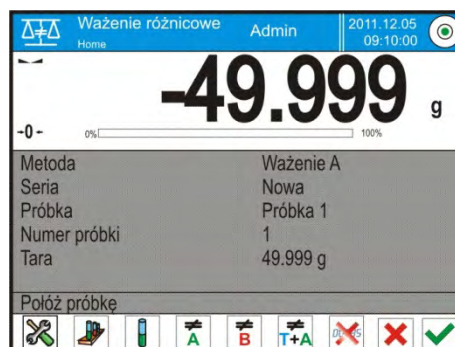 Ważenie różnicowe
Home
Admin
2011.12.05
09:10:00
-49.999 g
→0←
0% 100%
Metoda Ważenie A
Seria Nowa
Próbka Próbka 1
Numer próbki 1
Tara 49.999 g
Połóż próbkę
A B T+A